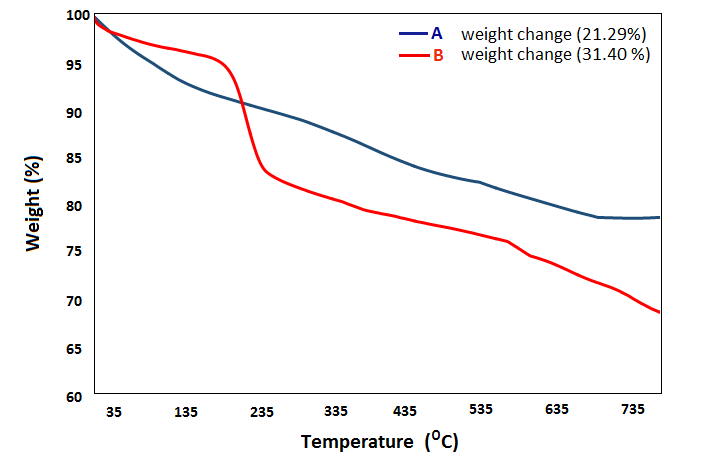 100
95
90
85
80
75
70
65
60
Weight (%)
A weight change (21.29%)
B weight change (31.40 %)
35 135 235 335 435 535 635 735
Temperature (⁰C)